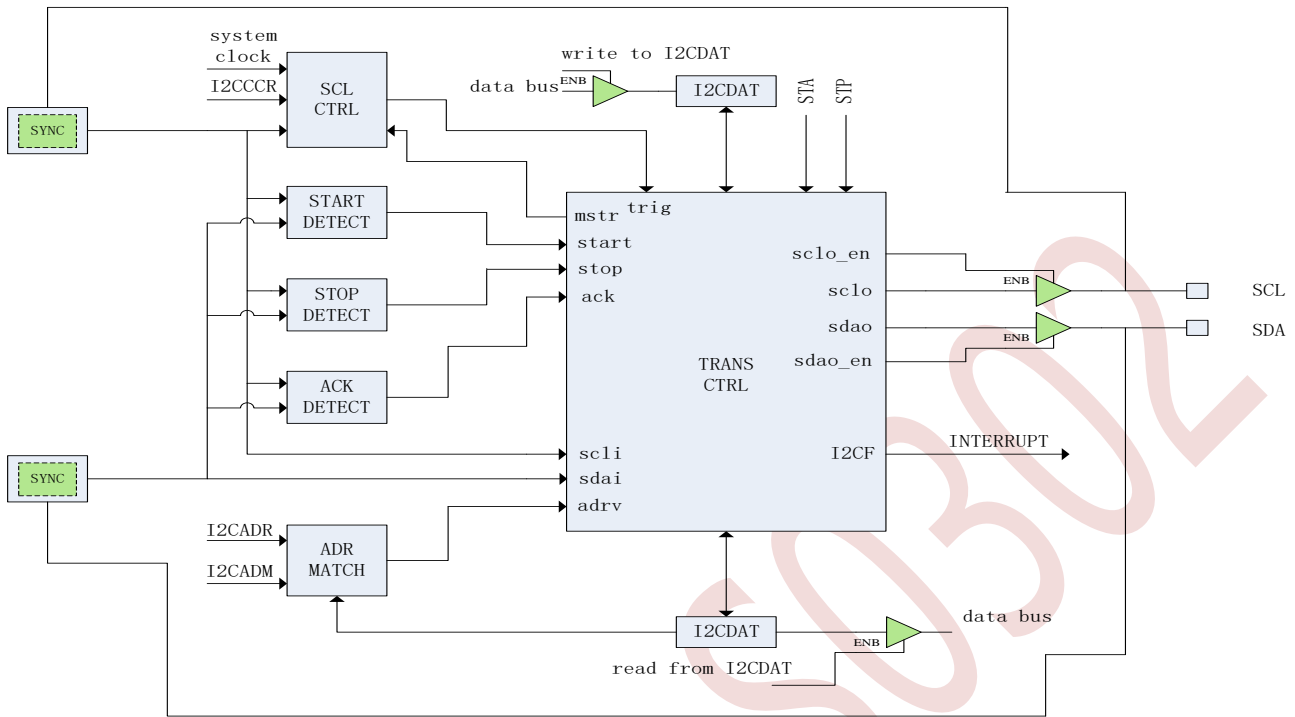 system
clock
I2CCCR
SCL
CTRL
write to I2CDAT
data bus
ENB
I2CDAT
STA
STP
SYNC
START
DETECT
STOP
DETECT
ACK
DETECT
mstr
trig
start
stop
ack
scli
sdai
adrv
TRANS
CTRL
sclo_en
sclo
sdao
sdao_en
I2CF
ENB
ENB
SCL
SDA
INTERRUPT
SYNC
I2CADR
I2CADM
ADR
MATCH
I2CDAT
ENB
data bus
read from I2CDAT
S0302